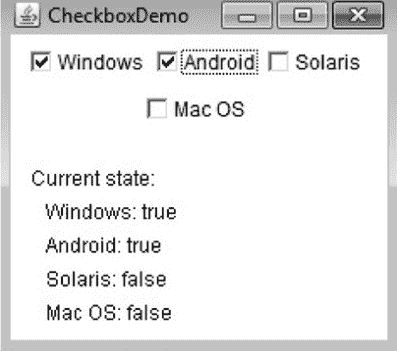 CheckboxDemo
Windows Android Solaris
Mac OS
Current state:
Windows: true
Android: true
Solaris: false
Mac OS: false